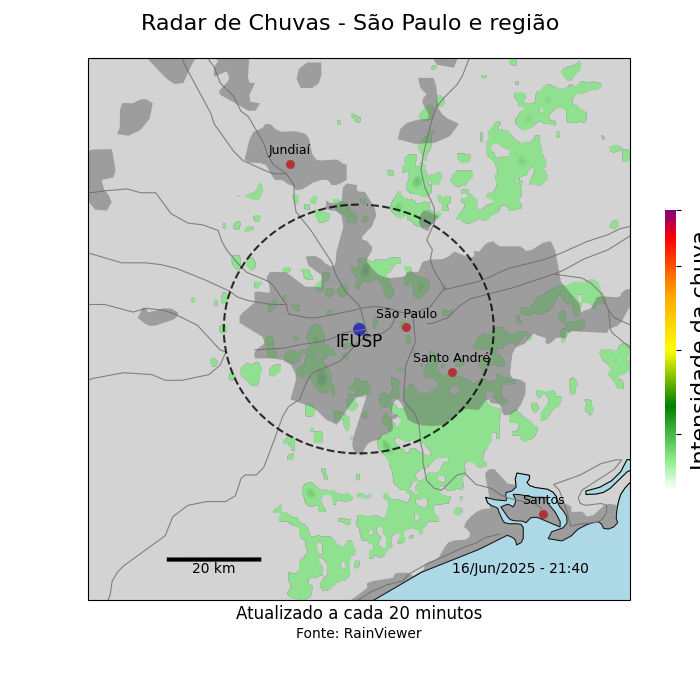 Radar de Chuvas - São Paulo e região
Jundiaí
São Paulo
IFUSP
Santo André
Santos
20 km
16/Jun/2025 - 21:40
Intensidade da chuva
Atualizado a cada 20 minutos
Fonte: RainViewer